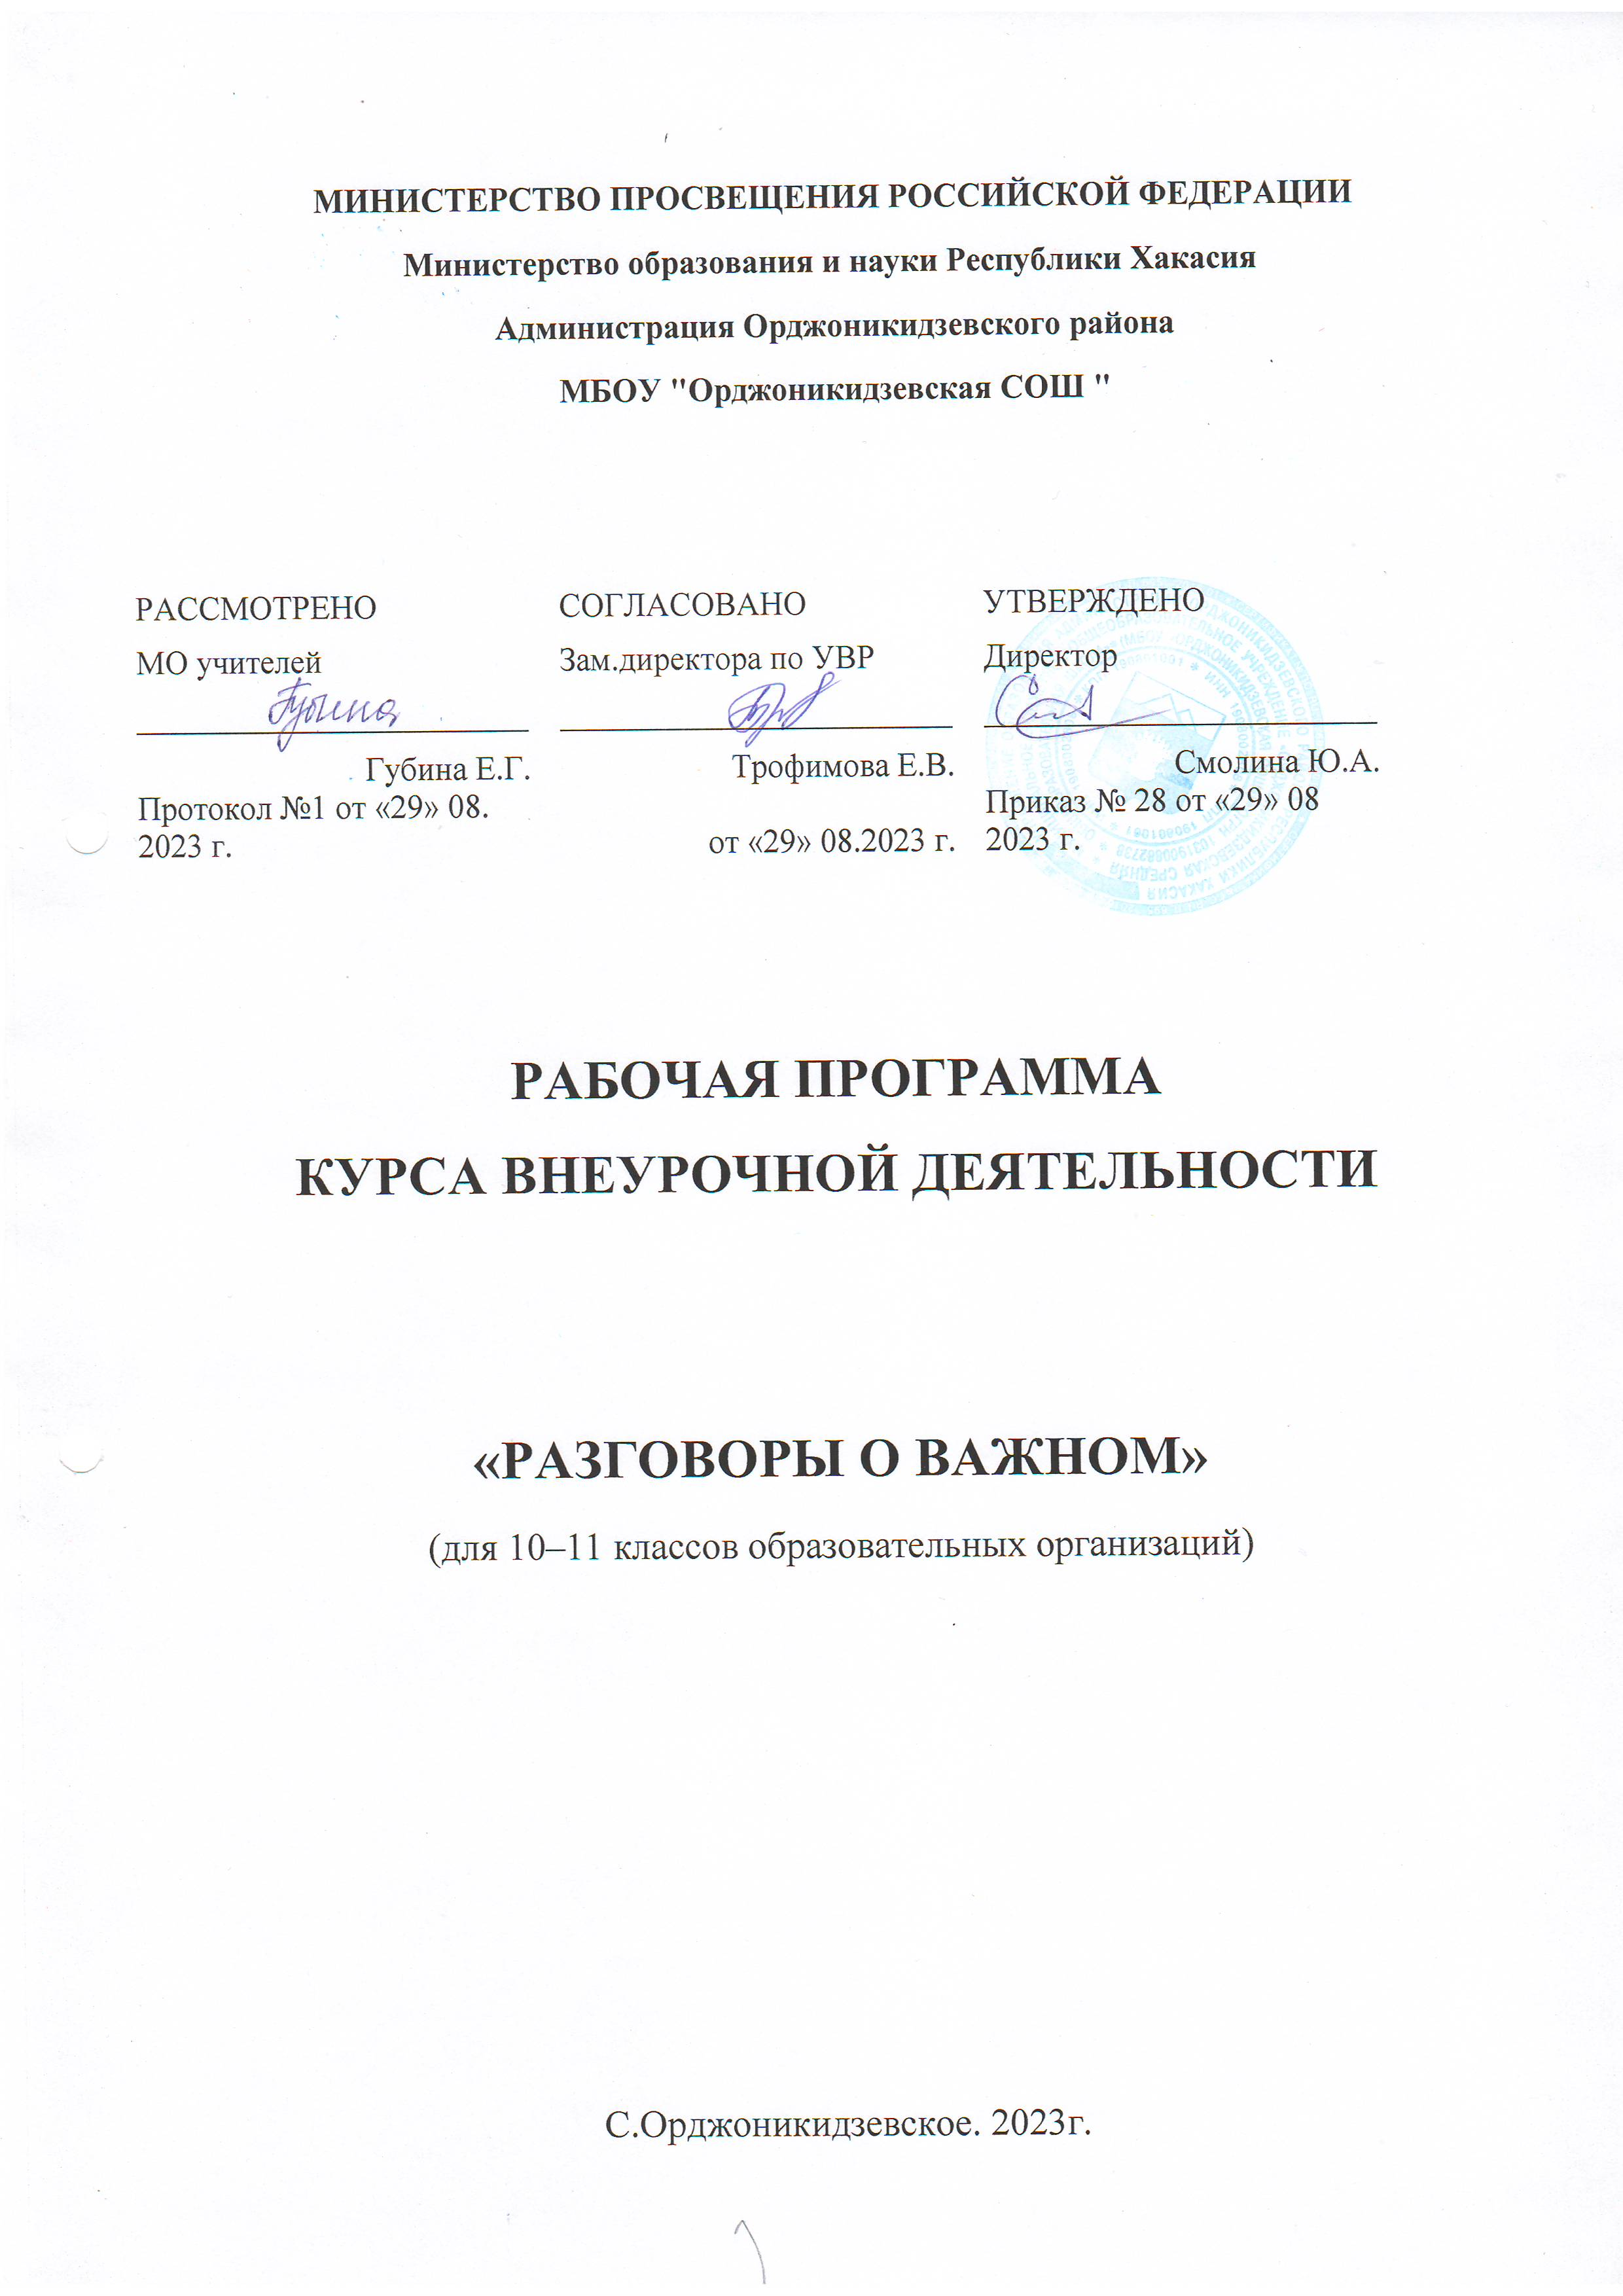 МИНИСТЕРСТВО ПРОСВЕЩЕНИЯ РОССИЙСКОЙ ФЕДЕРАЦИИ
Министерство образования и науки Республики Хакасия
Администрация Орджоникидзевского района
МБОУ "Орджоникидзевская СОШ "
РАССМОТРЕНО
МО учителей
Губина
Губина Е.Г.
Протокол №1 от «29» 08.
2023 г.
СОГЛАСОВАНО
Зам.директора по УВР
Трофимова Е.В.
от «29» 08.2023 г.
УТВЕРЖДЕНО
Директор
Смолина Ю.А.
Приказ № 28 от «29» 08
2023 г.
РАБОЧАЯ ПРОГРАММА
КУРСА ВНЕУРОЧНОЙ ДЕЯТЕЛЬНОСТИ
«РАЗГОВОРЫ О ВАЖНОМ»
(для 10–11 классов образовательных организаций)
С.Орджоникидзевское. 2023г.